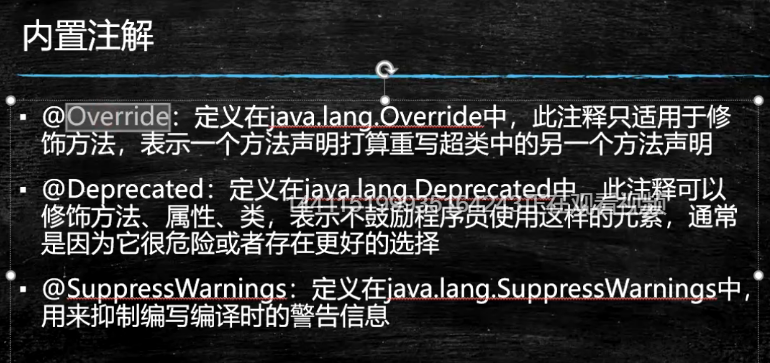 内置注解
▪ @Override：定义在java.lang.Override中，此注释只适用于修
饰方法，表示一个方法声明打算重写超类中的另一个方法声明
▪ @Deprecated：定义在java.lang.Deprecated中，此注释可以
修饰方法、属性、类，表示不鼓励程序员使用这样的元素，通常
是因为它很危险或者存在更好的选择
▪ @SuppressWarnings：定义在java.lang.SuppressWarnings中，
用来抑制编写编译时的警告信息